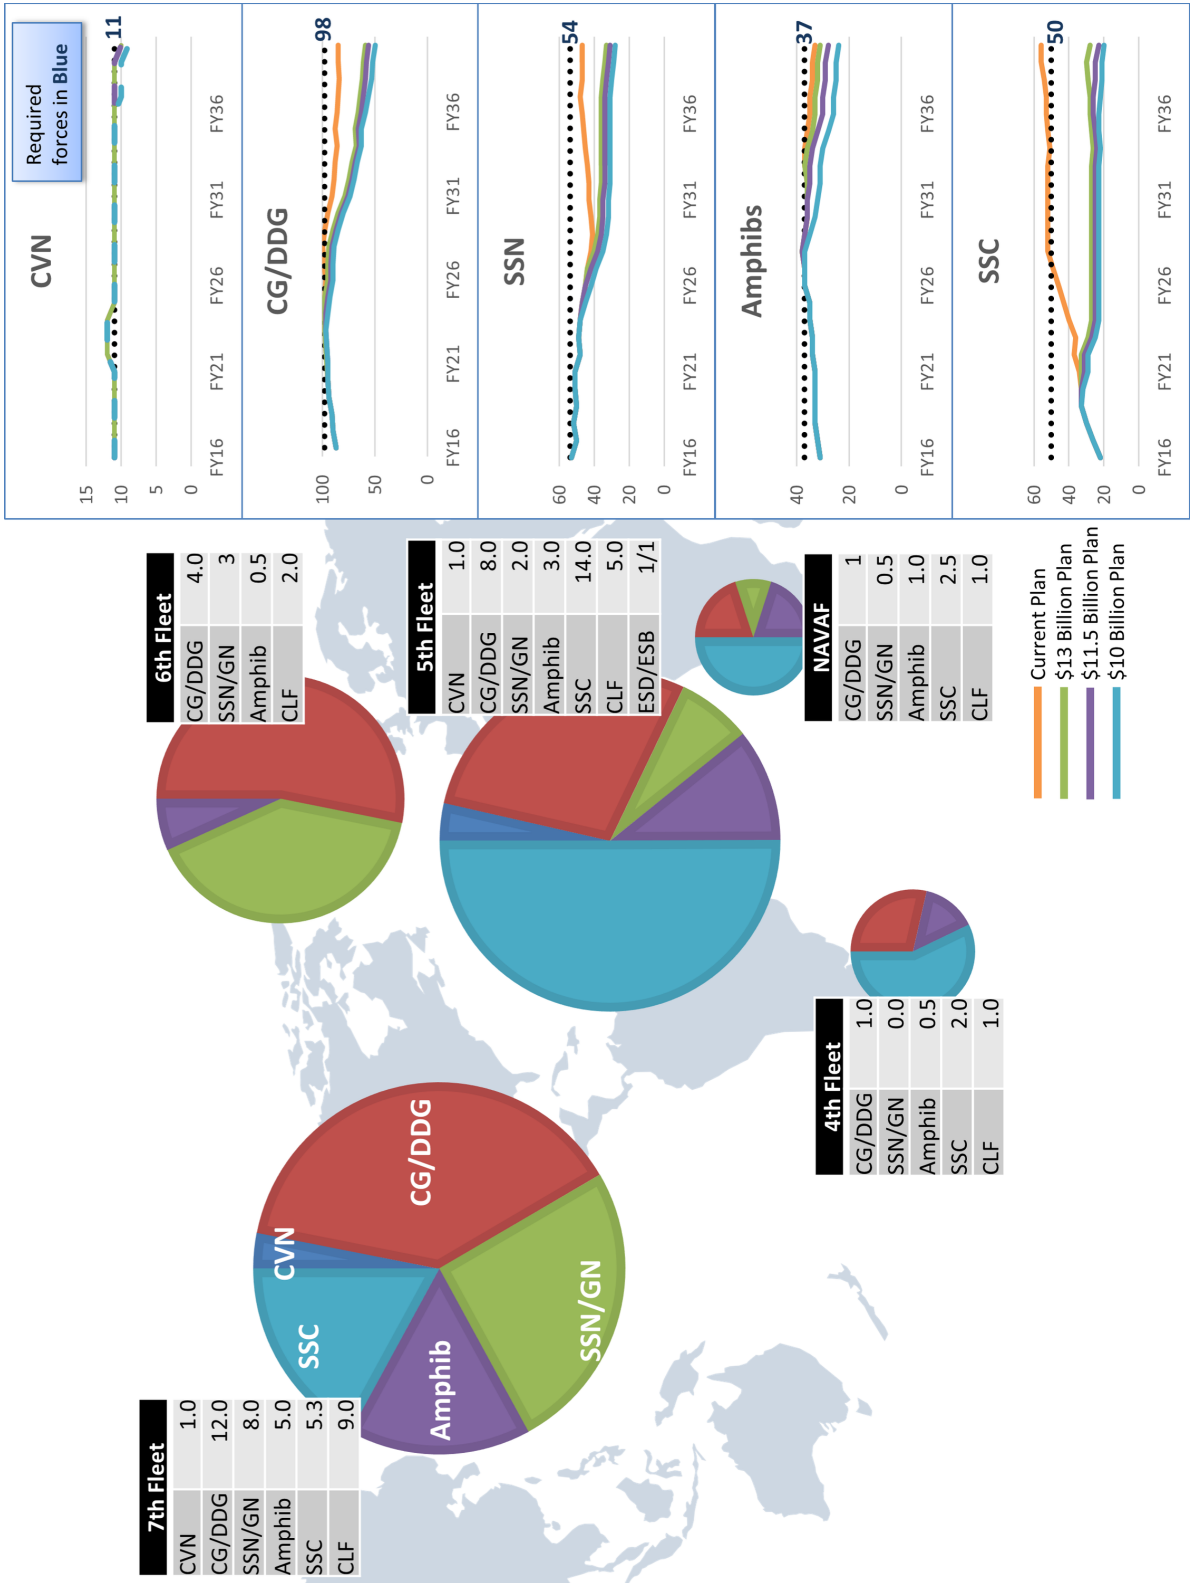 7th Fleet
CVN 1.0
CG/DDG 12.0
SSN/GN 8.0
Amphib 5.0
SSC 5.3
CLF 9.0
CVN
CG/DDG
SSN/GN
Amphib
SSC
6th Fleet
CG/DDG 4.0
SSN/GN 3
Amphib 0.5
CLF 2.0
5th Fleet
CVN 1.0
CG/DDG 8.0
SSN/GN 2.0
Amphib 3.0
SSC 14.0
CLF 5.0
ESD/ESB 1/1
4th Fleet
CG/DDG 1.0
SSN/GN 0.0
Amphib 0.5
SSC 2.0
CLF 1.0
NAVAF
CG/DDG 1
SSN/GN 0.5
Amphib 1.0
SSC 2.5
CLF 1.0
Current Plan
$13 Billion Plan
$11.5 Billion Plan
$10 Billion Plan
Required
forces in Blue
CVN
15
10
5
0
11
FY16 FY21 FY26 FY31 FY36
CG/DDG
100
50
0
98
FY16 FY21 FY26 FY31 FY36
SSN
60
40
20
0
54
FY16 FY21 FY26 FY31 FY36
Amphibs
40
20
0
37
FY16 FY21 FY26 FY31 FY36
SSC
60
40
20
0
50
FY16 FY21 FY26 FY31 FY36